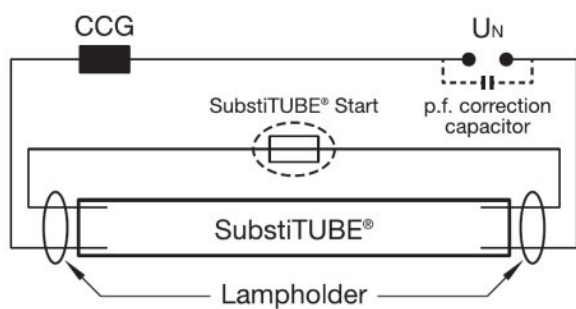 CCG
UN
SubstiTUBE® Start
p.f. correction
capacitor
SubstiTUBE®
Lampholder